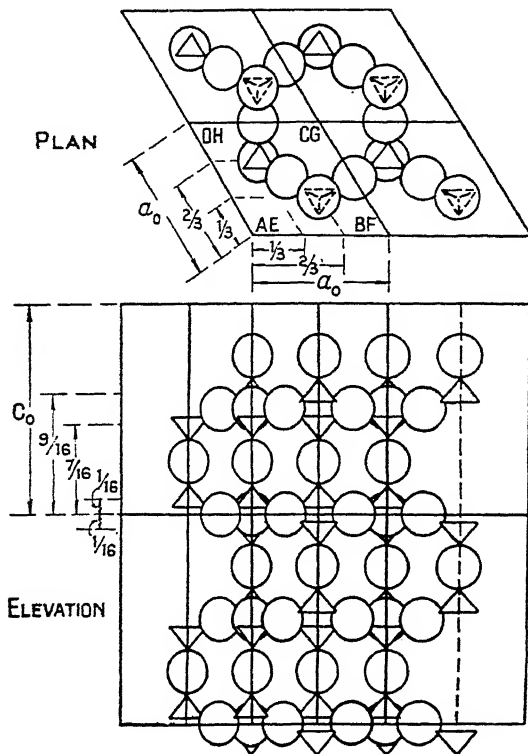 PLAN
DH
CG
a₀
2/3
1/3
AE
BF
1/3
2/3
a₀
C₀
9/16
7/16
1/16
1/16
ELEVATION